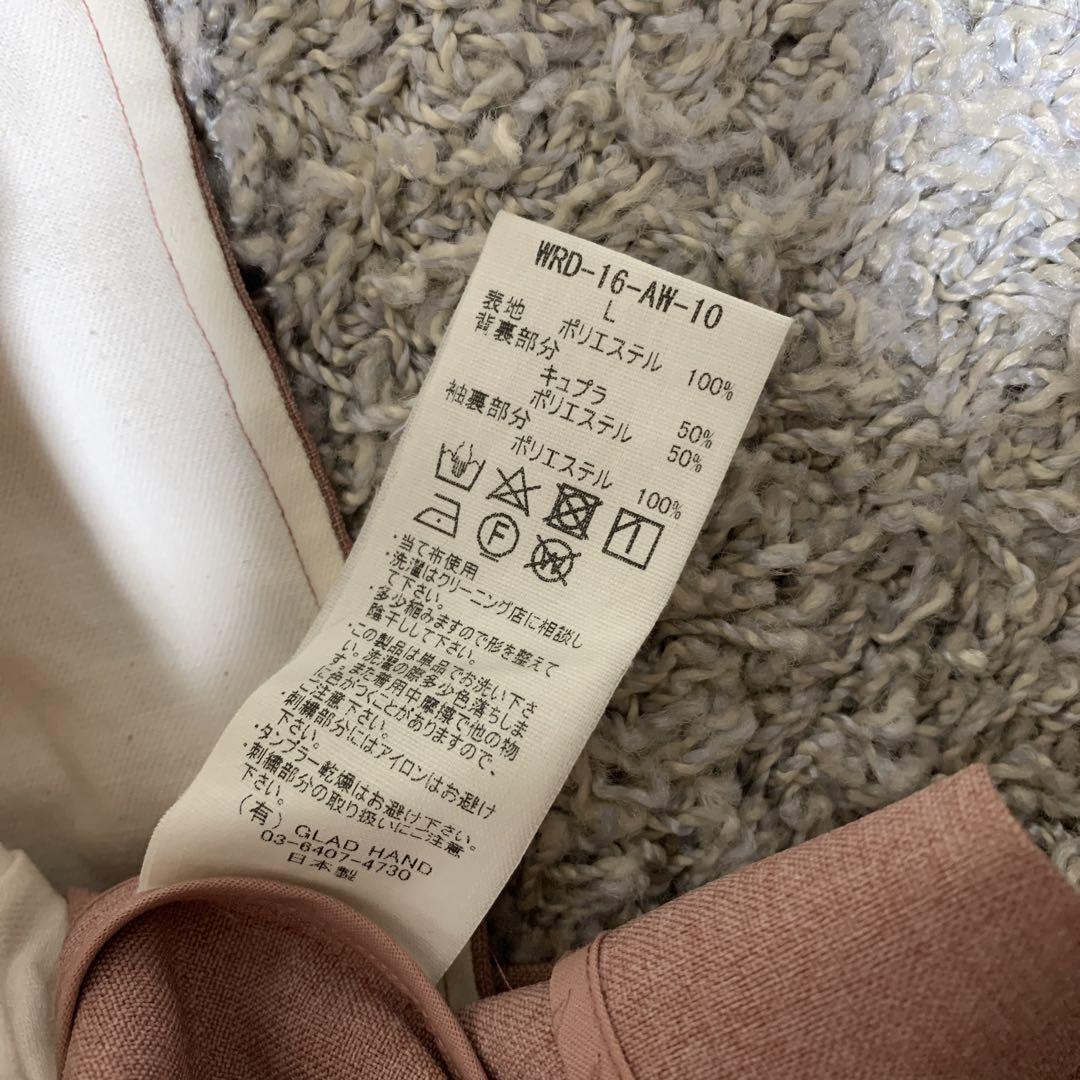 WRD-16-AW-10
L
表地 ポリエステル 100%
背裏部分
キュプラ 50%
ポリエステル 50%
袖裏部分
ポリエステル 100%
F
W
・当て布使用
・洗濯はクリーニング店に相談し
て下さい。
・多少縮みますので形を整えて
陰干しして下さい。
・この製品は単品でお洗い下さ
い。洗濯の際多少色落ちしま
す。また着用中摩擦で他の物
に色がつくことがありますので、
ご注意下さい。
・刺繍部分にはアイロンはお避け
下さい。
・タンブラー乾燥はお避け下さい。
・刺繍部分の取り扱いにご注意
下さい。
(有) GLAD HAND
03-6407-4730
日本製